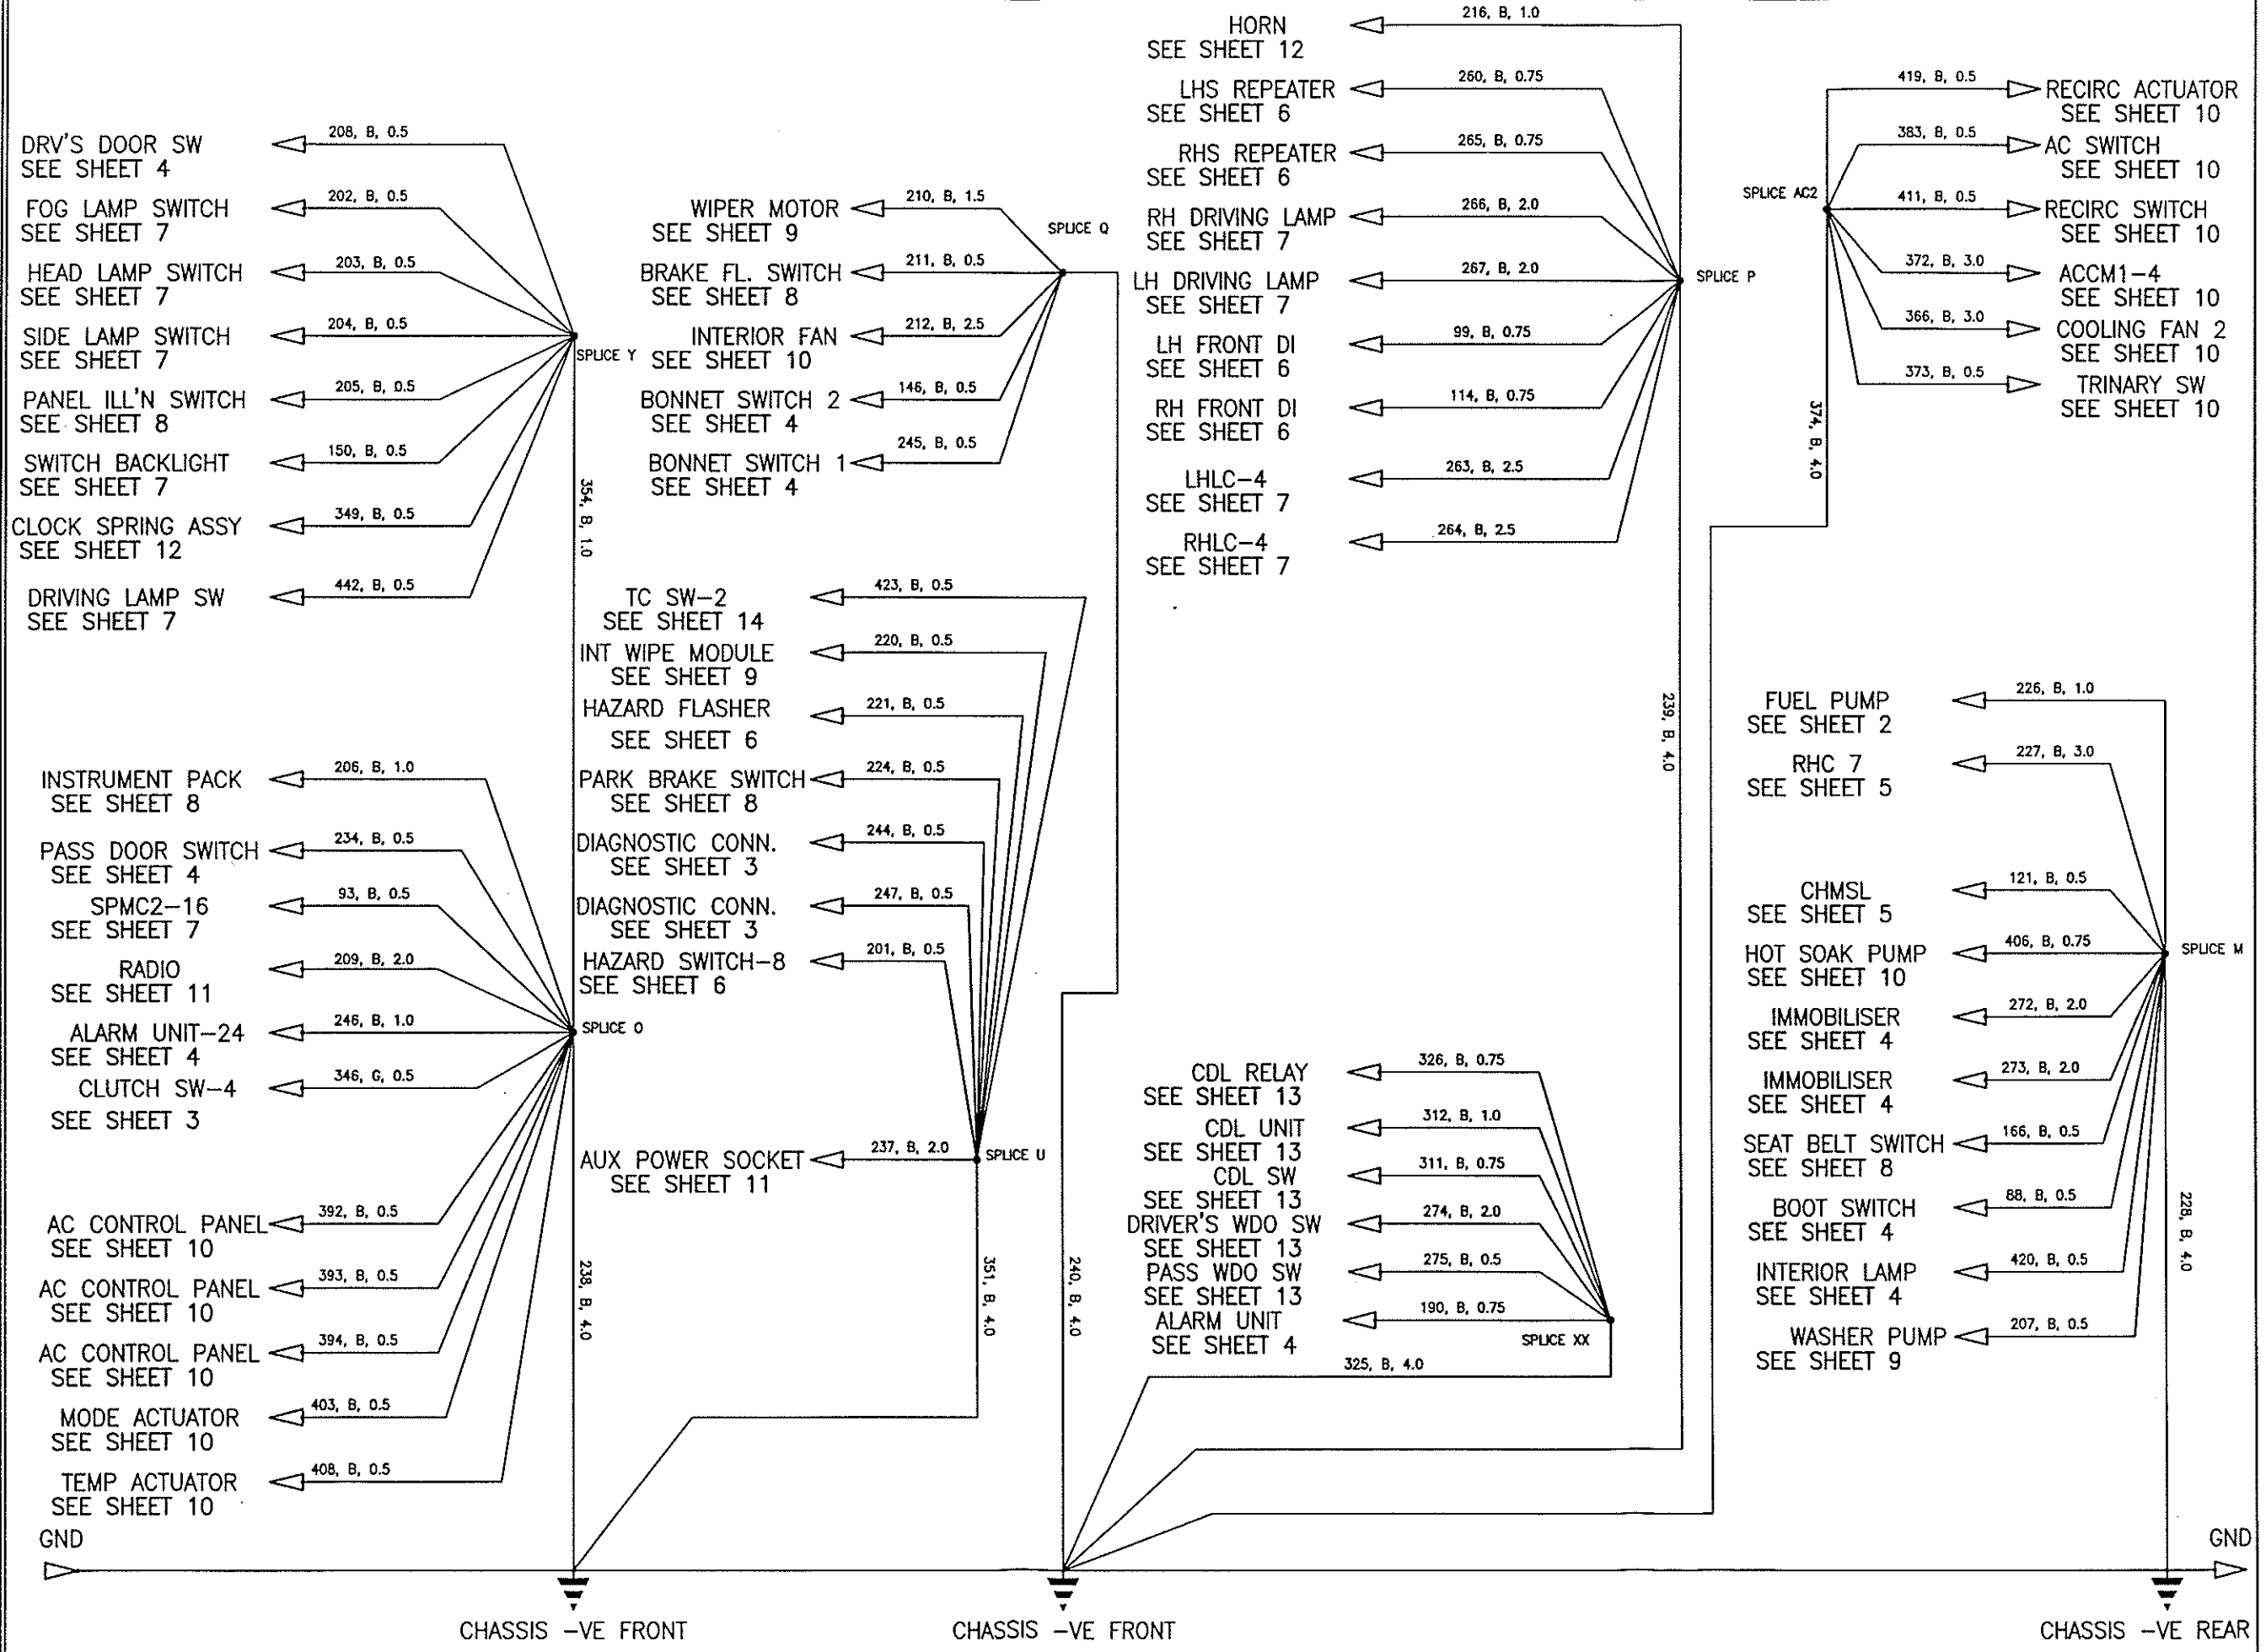 DRV'S DOOR SW
SEE SHEET 4
208, B, 0.5
FOG LAMP SWITCH
SEE SHEET 7
202, B, 0.5
HEAD LAMP SWITCH
SEE SHEET 7
203, B, 0.5
SIDE LAMP SWITCH
SEE SHEET 7
204, B, 0.5
PANEL ILL'N SWITCH
SEE SHEET 8
205, B, 0.5
SWITCH BACKLIGHT
SEE SHEET 7
150, B, 0.5
CLOCK SPRING ASSY
SEE SHEET 12
349, B, 0.5
DRIVING LAMP SW
SEE SHEET 7
442, B, 0.5
SPLICE Y
354, B, 1.0
INSTRUMENT PACK
SEE SHEET 8
206, B, 1.0
PASS DOOR SWITCH
SEE SHEET 4
234, B, 0.5
SPMC2-16
SEE SHEET 7
93, B, 0.5
RADIO
SEE SHEET 11
209, B, 2.0
ALARM UNIT-24
SEE SHEET 4
246, B, 1.0
CLUTCH SW-4
SEE SHEET 3
346, G, 0.5
SPLICE O
AC CONTROL PANEL
SEE SHEET 10
392, B, 0.5
AC CONTROL PANEL
SEE SHEET 10
393, B, 0.5
AC CONTROL PANEL
SEE SHEET 10
394, B, 0.5
MODE ACTUATOR
SEE SHEET 10
403, B, 0.5
TEMP ACTUATOR
SEE SHEET 10
408, B, 0.5
238, B, 4.0
WIPER MOTOR
SEE SHEET 9
210, B, 1.5
SPLICE Q
BRAKE FL. SWITCH
SEE SHEET 8
211, B, 0.5
INTERIOR FAN
SEE SHEET 10
212, B, 2.5
BONNET SWITCH 2
SEE SHEET 4
146, B, 0.5
BONNET SWITCH 1
SEE SHEET 4
245, B, 0.5
TC SW-2
SEE SHEET 14
423, B, 0.5
INT WIPE MODULE
SEE SHEET 9
220, B, 0.5
HAZARD FLASHER
SEE SHEET 6
221, B, 0.5
PARK BRAKE SWITCH
SEE SHEET 8
224, B, 0.5
DIAGNOSTIC CONN.
SEE SHEET 3
244, B, 0.5
DIAGNOSTIC CONN.
SEE SHEET 3
247, B, 0.5
HAZARD SWITCH-8
SEE SHEET 6
201, B, 0.5
AUX POWER SOCKET
SEE SHEET 11
237, B, 2.0
SPLICE U
351, B, 4.0
240, B, 4.0
HORN
SEE SHEET 12
216, B, 1.0
LHS REPEATER
SEE SHEET 6
260, B, 0.75
RHS REPEATER
SEE SHEET 6
265, B, 0.75
RH DRIVING LAMP
SEE SHEET 7
266, B, 2.0
LH DRIVING LAMP
SEE SHEET 7
267, B, 2.0
SPLICE P
LH FRONT DI
SEE SHEET 6
99, B, 0.75
RH FRONT DI
SEE SHEET 6
114, B, 0.75
LHLC-4
SEE SHEET 7
263, B, 2.5
RHLC-4
SEE SHEET 7
264, B, 2.5
239, B, 4.0
CDL RELAY
SEE SHEET 13
326, B, 0.75
CDL UNIT
SEE SHEET 13
312, B, 1.0
CDL SW
SEE SHEET 13
311, B, 0.75
DRIVER'S WDO SW
SEE SHEET 13
274, B, 2.0
PASS WDO SW
SEE SHEET 13
275, B, 0.5
ALARM UNIT
SEE SHEET 4
190, B, 0.75
SPLICE XX
325, B, 4.0
419, B, 0.5
RECIRC ACTUATOR
SEE SHEET 10
383, B, 0.5
AC SWITCH
SEE SHEET 10
SPLICE AC2
411, B, 0.5
RECIRC SWITCH
SEE SHEET 10
372, B, 3.0
ACCM1-4
SEE SHEET 10
366, B, 3.0
COOLING FAN 2
SEE SHEET 10
373, B, 0.5
TRINARY SW
SEE SHEET 10
374, B, 4.0
FUEL PUMP
SEE SHEET 2
226, B, 1.0
RHC 7
SEE SHEET 5
227, B, 3.0
CHMSL
SEE SHEET 5
121, B, 0.5
HOT SOAK PUMP
SEE SHEET 10
406, B, 0.75
SPLICE M
IMMOBILISER
SEE SHEET 4
272, B, 2.0
IMMOBILISER
SEE SHEET 4
273, B, 2.0
SEAT BELT SWITCH
SEE SHEET 8
166, B, 0.5
BOOT SWITCH
SEE SHEET 4
88, B, 0.5
INTERIOR LAMP
SEE SHEET 4
420, B, 0.5
WASHER PUMP
SEE SHEET 9
207, B, 0.5
228, B, 4.0
GND
GND
CHASSIS -VE FRONT
CHASSIS -VE FRONT
CHASSIS -VE REAR